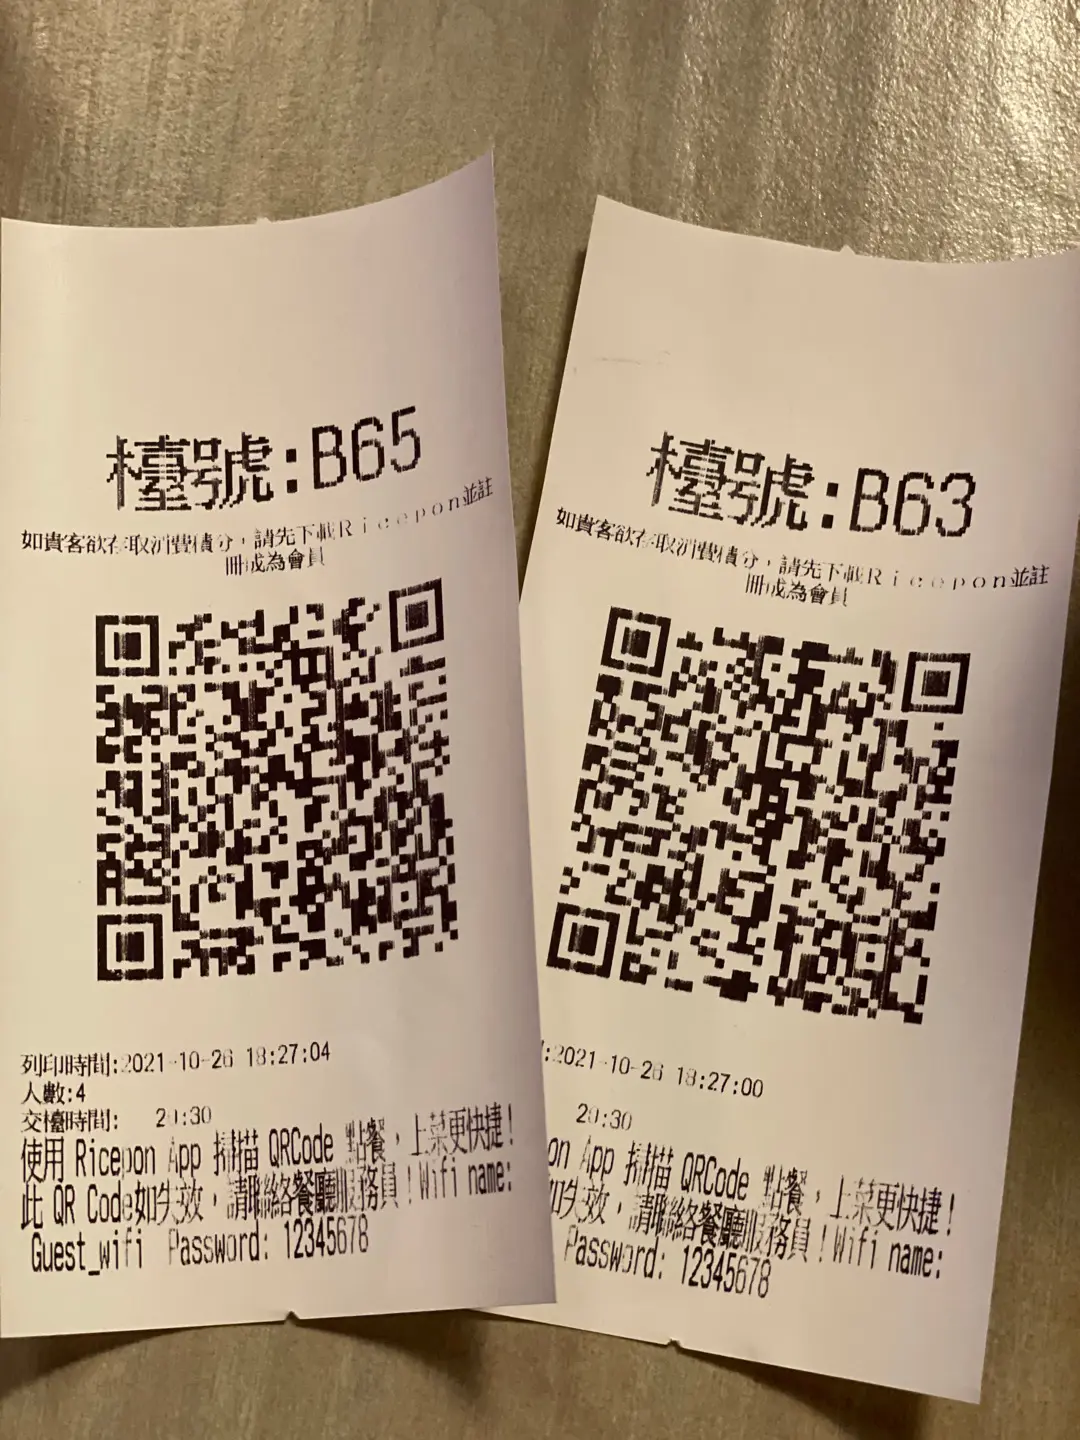 檯號:B65
如貴客欲存取消費積分，請先下載Ricepon並註
冊成為會員
列印時間:2021-10-26 18:27:04
人數:4
交檯時間: 20:30
使用 Ricepon App 掃描 QRCode 點餐，上菜更快捷！
此 QR Code如失效，請聯絡餐廳服務員！Wifi name:
Guest_wifi Password: 12345678
檯號:B63
如貴客欲存取消費積分，請先下載Ricepon並註
冊成為會員
:2021-10-26 18:27:00
20:30
on App 掃描 QRCode 點餐，上菜更快捷！
如失效，請聯絡餐廳服務員！Wifi name:
Password: 12345678